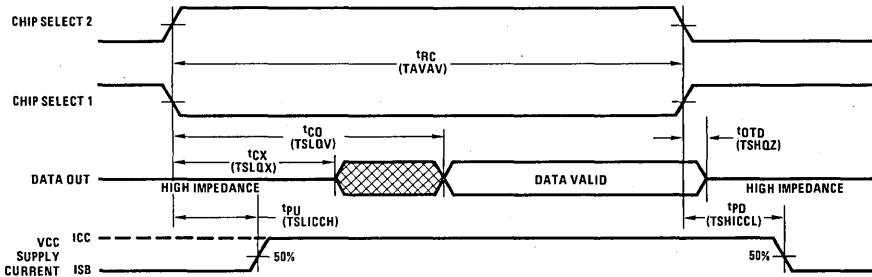 CHIP SELECT 2
tRC
(TAVAV)
CHIP SELECT 1
tCO
(TSLQV)
tOTD
(TSHQZ)
tCX
(TSLQX)
DATA OUT
HIGH IMPEDANCE
DATA VALID
HIGH IMPEDANCE
tPU
(TSLICCH)
tPD
(TSHICCL)
VCC SUPPLY CURRENT
ICC
ISB
50%
50%